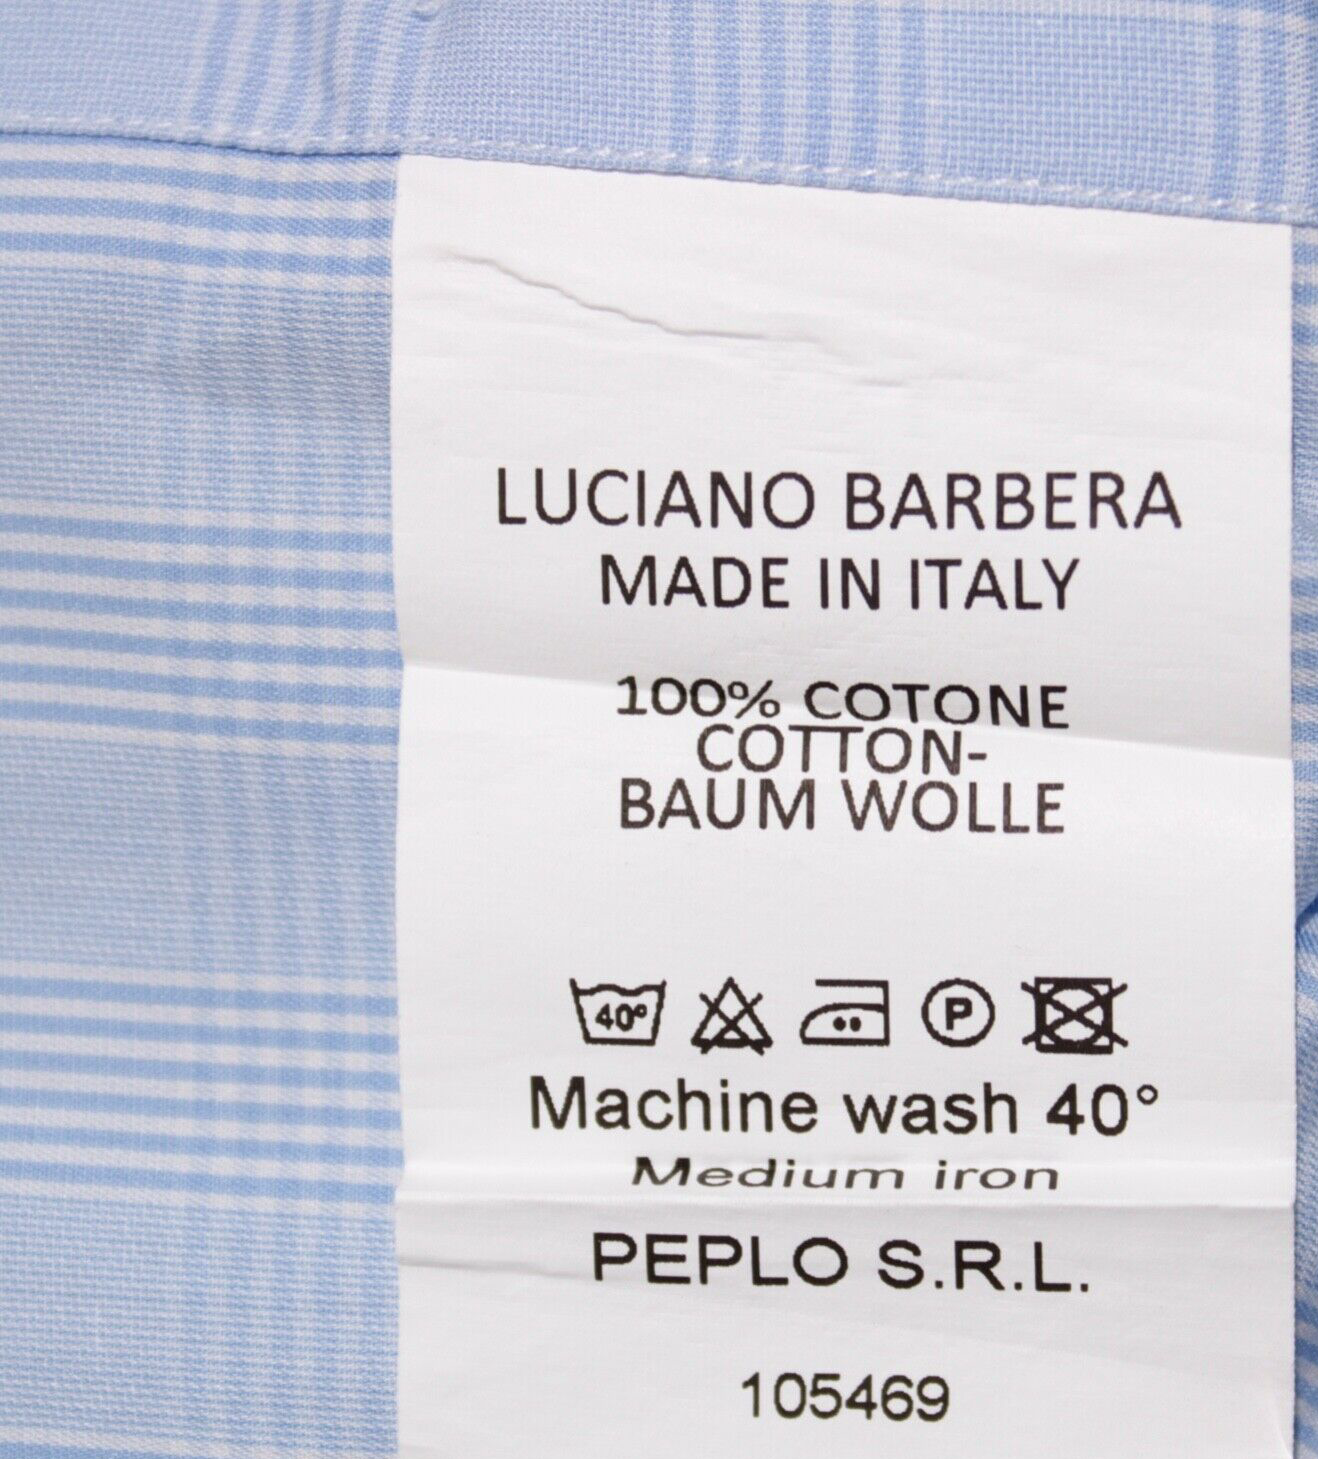 LUCIANO BARBERA
MADE IN ITALY
100% COTONE
COTTON-
BAUM WOLLE
40° P
Machine wash 40°
Medium iron
PEPLO S.R.L.
105469